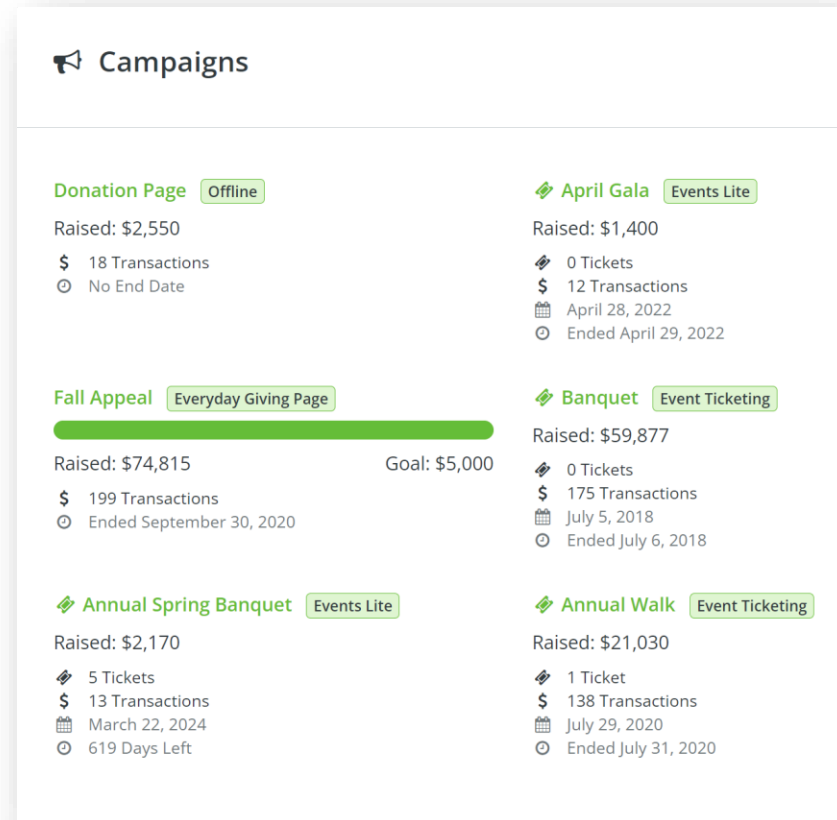 Campaigns
Donation Page Offline
Raised: $2,550
18 Transactions
No End Date
April Gala Events Lite
Raised: $1,400
0 Tickets
12 Transactions
April 28, 2022
Ended April 29, 2022
Fall Appeal Everyday Giving Page
Raised: $74,815 Goal: $5,000
199 Transactions
Ended September 30, 2020
Banquet Event Ticketing
Raised: $59,877
0 Tickets
175 Transactions
July 5, 2018
Ended July 6, 2018
Annual Spring Banquet Events Lite
Raised: $2,170
5 Tickets
13 Transactions
March 22, 2024
619 Days Left
Annual Walk Event Ticketing
Raised: $21,030
1 Ticket
138 Transactions
July 29, 2020
Ended July 31, 2020